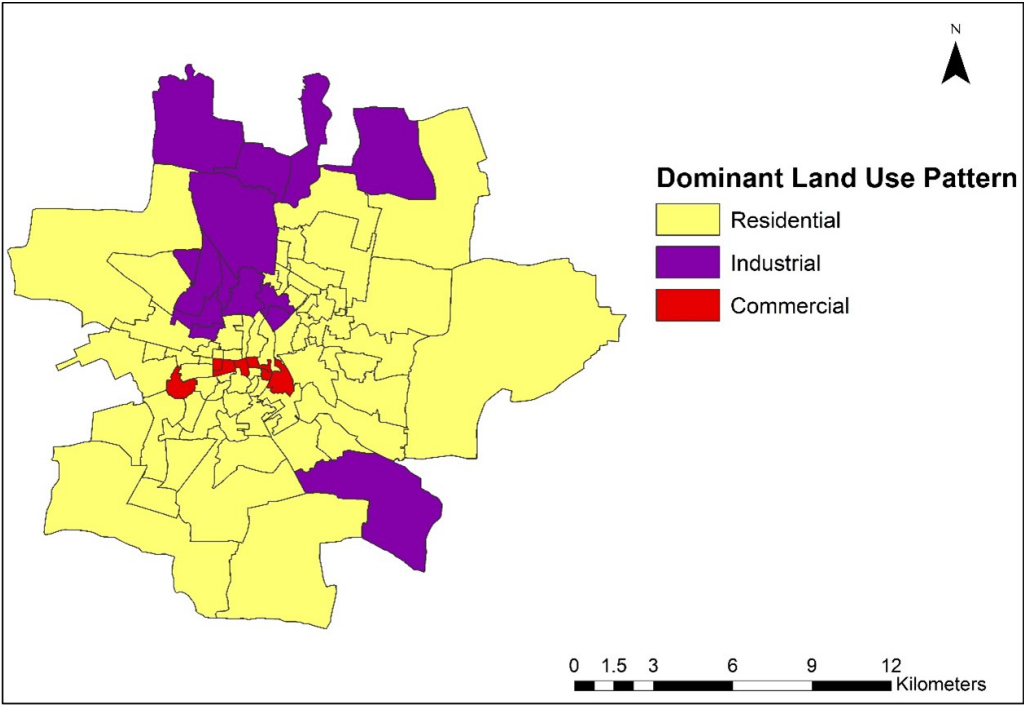 N
Dominant Land Use Pattern
Residential
Industrial
Commercial
0 1.5 3 6 9 12
Kilometers